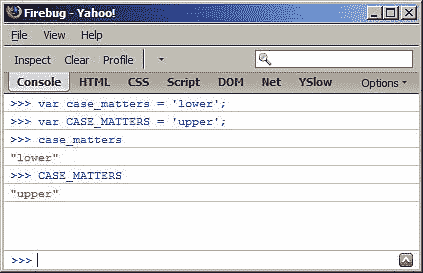 Firebug - Yahoo!
File View Help
Inspect Clear Profile
Console HTML CSS Script DOM Net YSlow Options
>>> var case_matters = 'lower';
>>> var CASE_MATTERS = 'upper';
>>> case_matters
"lower"
>>> CASE_MATTERS
"upper"
>>>